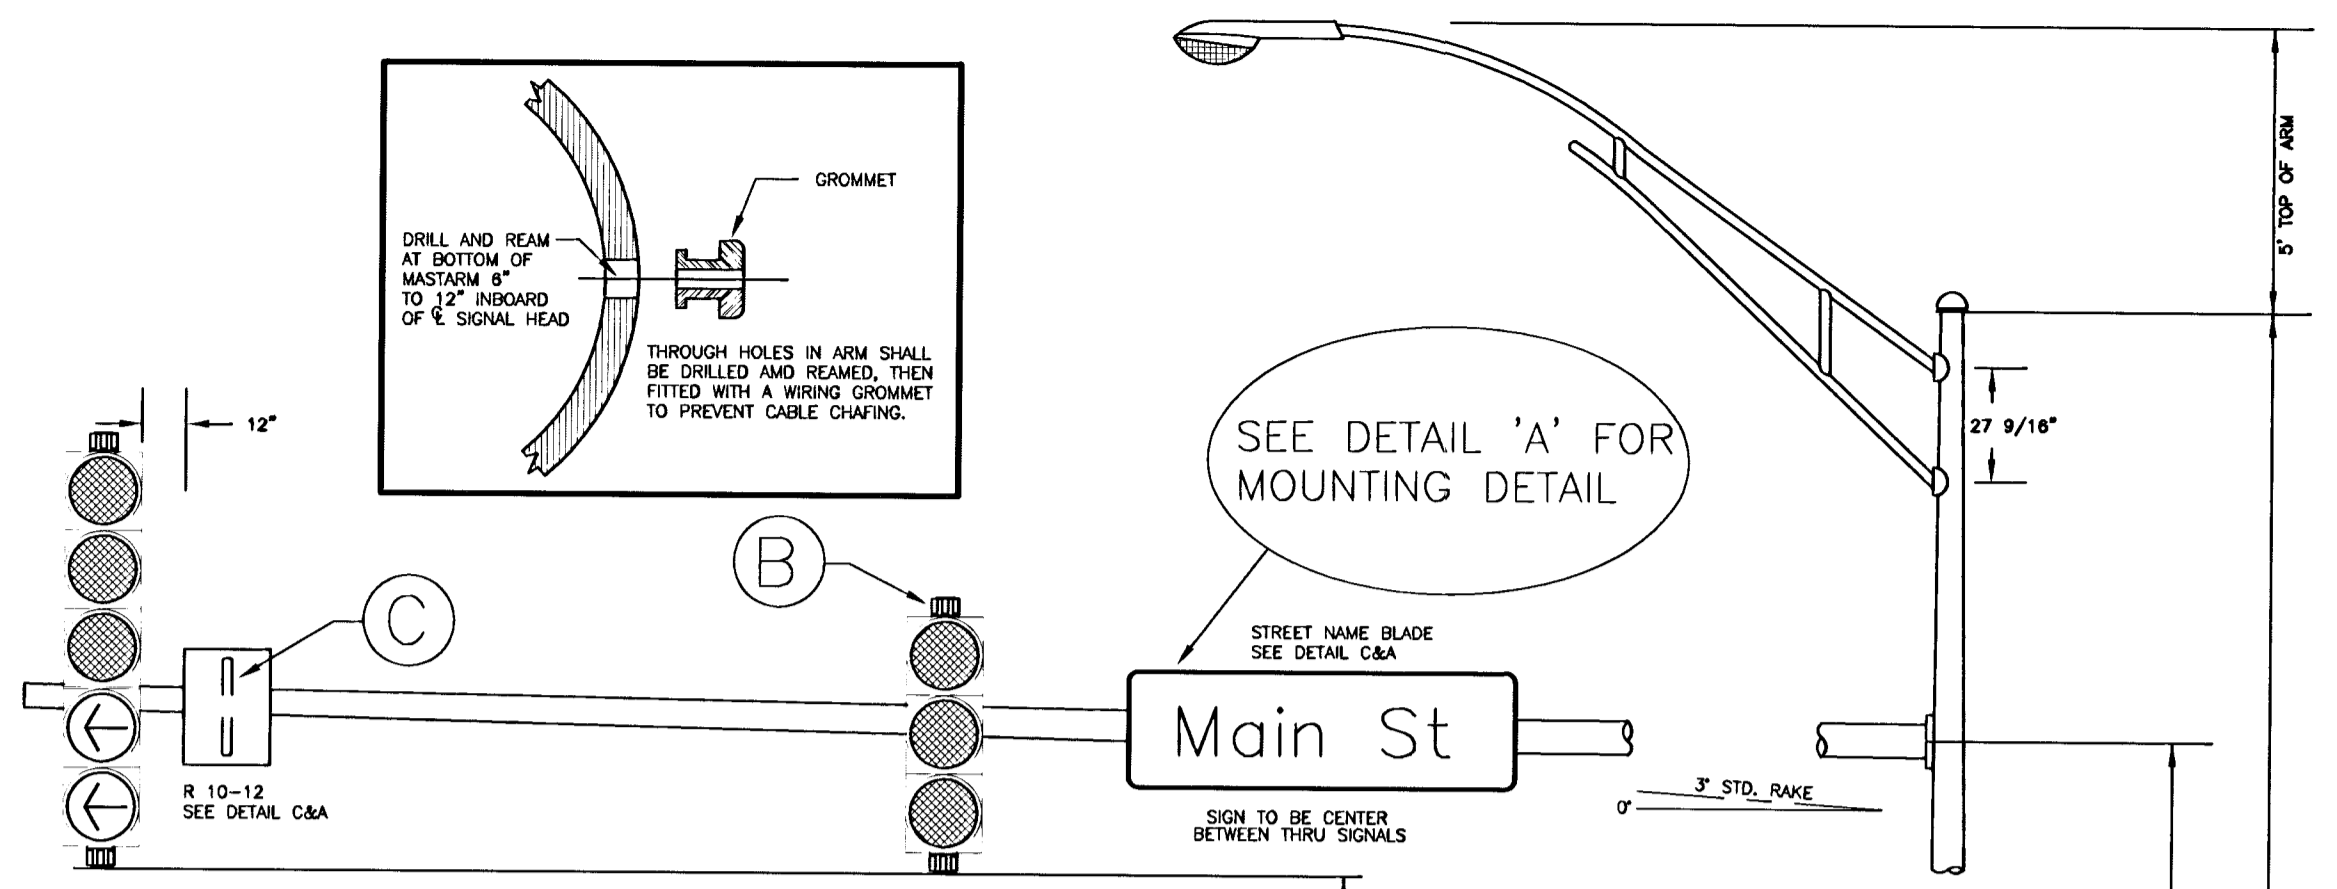 GROMMET
DRILL AND REAM
AT BOTTOM OF
MASTARM 6"
TO 12" INBOARD
OF ℄ SIGNAL HEAD
THROUGH HOLES IN ARM SHALL
BE DRILLED AMD REAMED, THEN
FITTED WITH A WIRING GROMMET
TO PREVENT CABLE CHAFING.
5' TOP OF ARM
12"
27 9/16"
SEE DETAIL 'A' FOR
MOUNTING DETAIL
B
C
STREET NAME BLADE
SEE DETAIL C&A
Main St
R 10-12
SEE DETAIL C&A
SIGN TO BE CENTER
BETWEEN THRU SIGNALS
3° STD. RAKE
0°